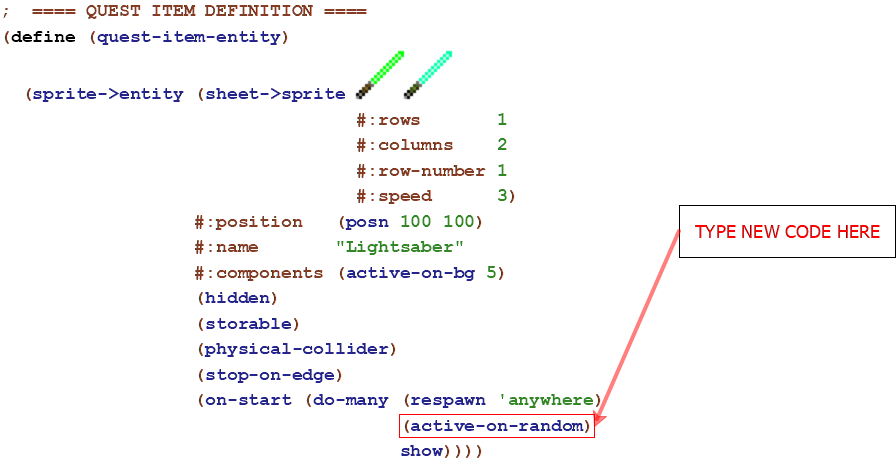 ; ==== QUEST ITEM DEFINITION ====
(define (quest-item-entity)
(sprite->entity (sheet->sprite
#:rows 1
#:columns 2
#:row-number 1
#:speed 3)
#:position (posn 100 100)
#:name "Lightsaber"
#:components (active-on-bg 5)
(hidden)
(storable)
(physical-collider)
(stop-on-edge)
(on-start (do-many (respawn 'anywhere)
(active-on-random)
show))))
TYPE NEW CODE HERE